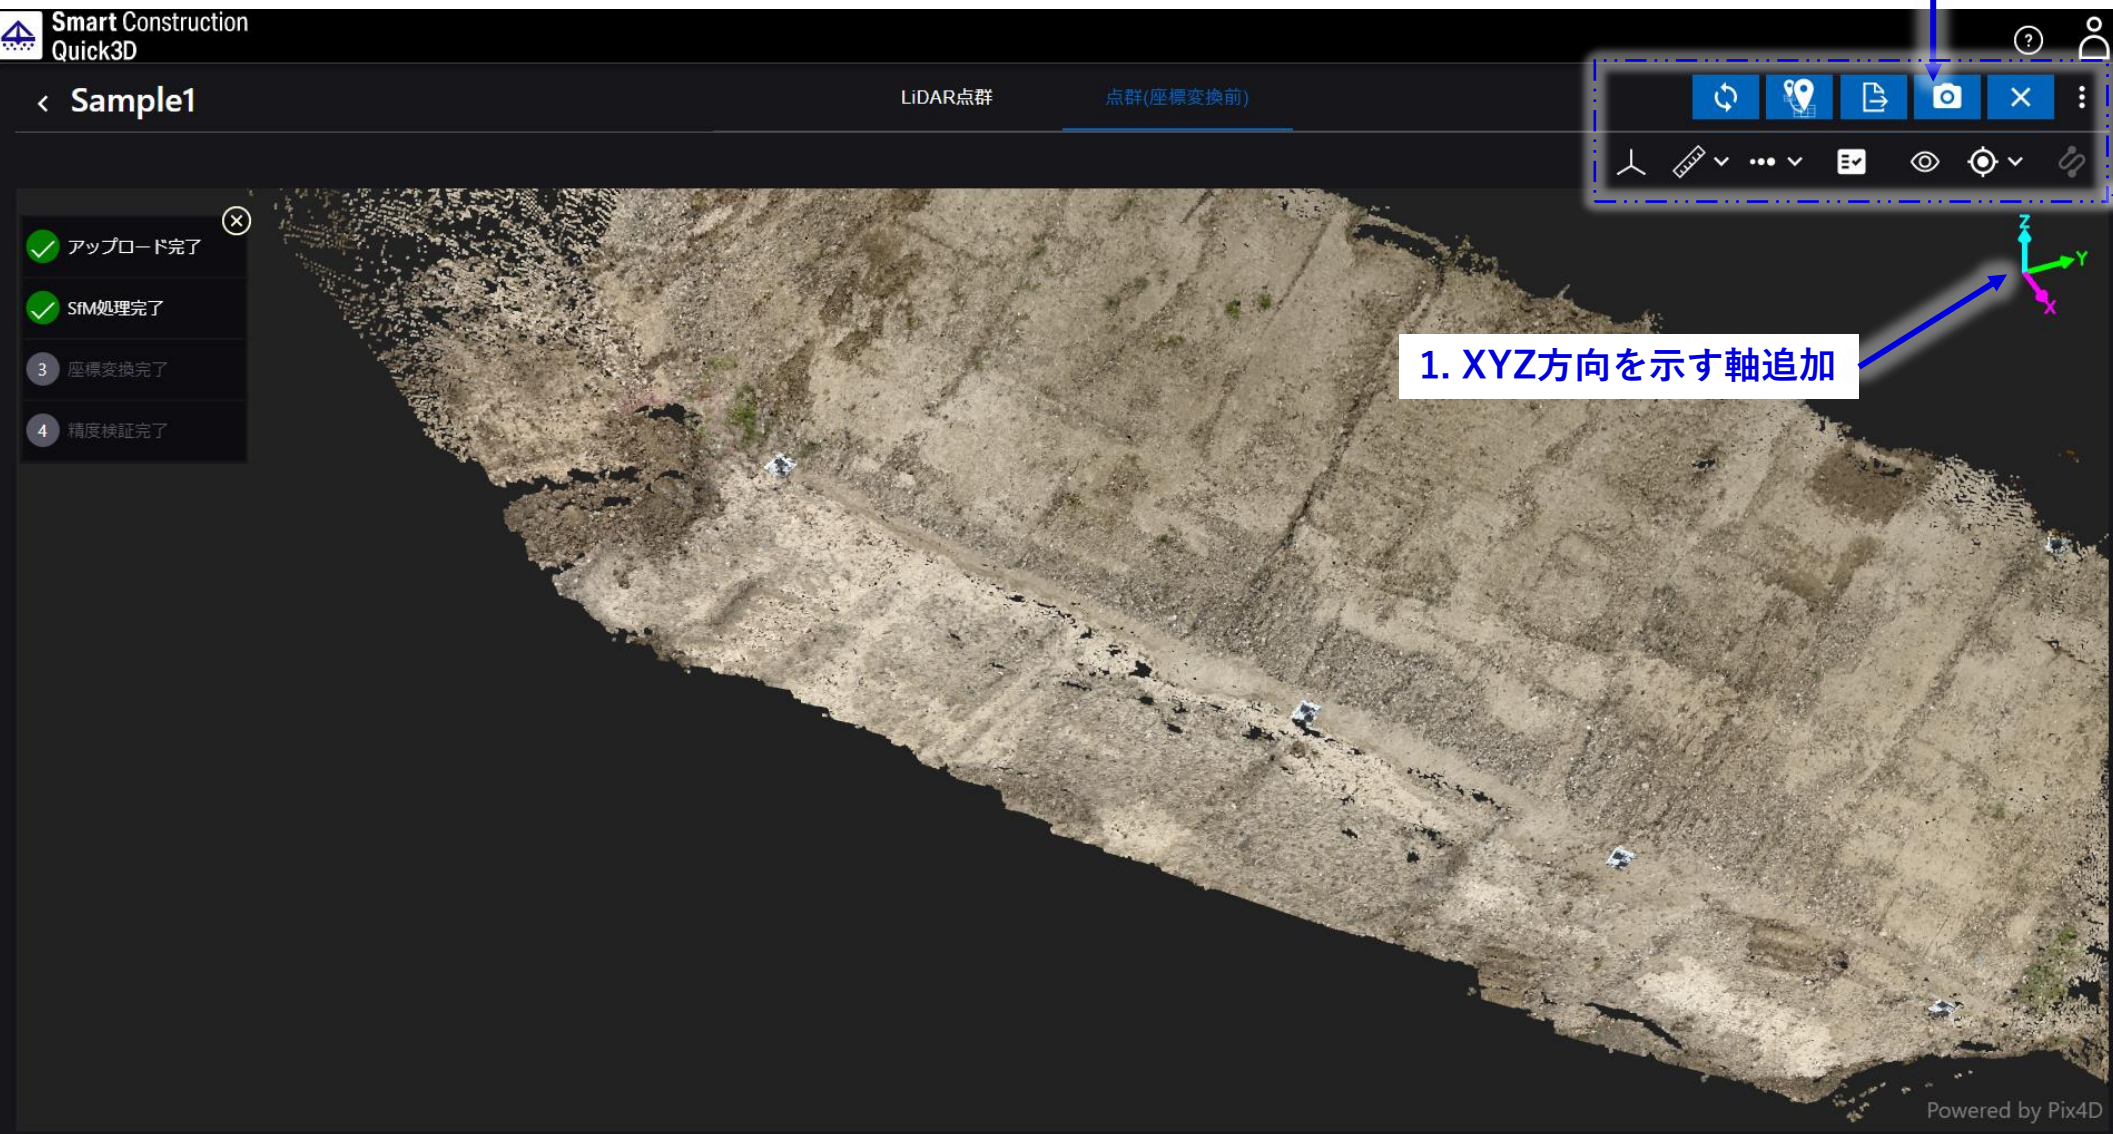 Smart Construction
Quick3D
?
Sample1
LiDAR点群
点群(座標変換前)
アップロード完了
SfM処理完了
3 座標変換完了
4 精度検証完了
Z
Y
X
1. XYZ方向を示す軸追加
Powered by Pix4D